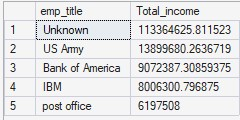 emp_title Total_income
1 Unknown 113364625.811523
2 US Army 13899680.2636719
3 Bank of America 9072387.30859375
4 IBM 8006300.796875
5 post office 6197508